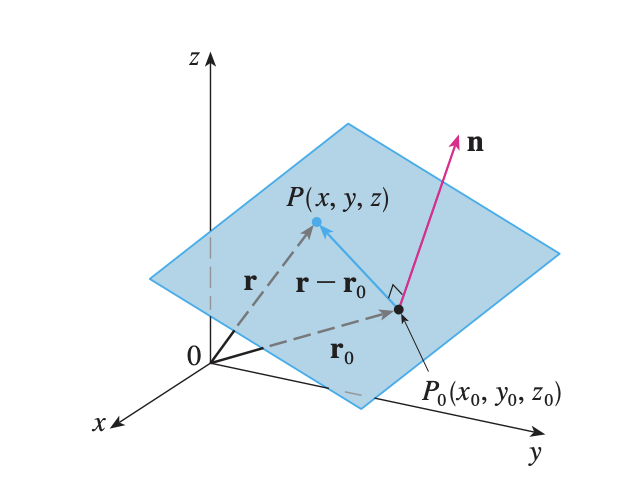 z
n
P(x, y, z)
r
r − r₀
r₀
0
P₀(x₀, y₀, z₀)
x
y